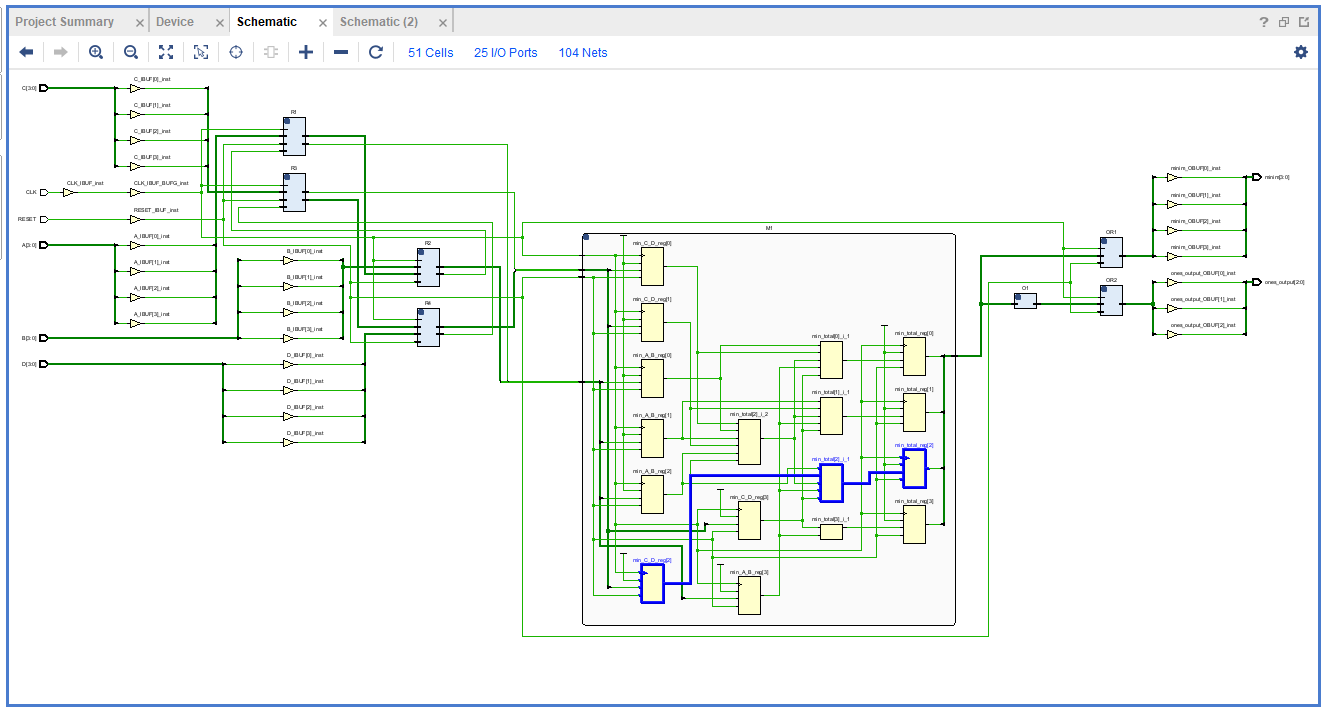 Project Summary
Device
Schematic
Schematic (2)
51 Cells
25 I/O Ports
104 Nets
C[3:0]
C_IBUF[0]_inst
C_IBUF[1]_inst
C_IBUF[2]_inst
C_IBUF[3]_inst
CLK
CLK_IBUF_inst
CLK_IBUF_BUFG_inst
RESET
RESET_IBUF_inst
A[3:0]
A_IBUF[0]_inst
A_IBUF[1]_inst
A_IBUF[2]_inst
A_IBUF[3]_inst
B[3:0]
B_IBUF[0]_inst
B_IBUF[1]_inst
B_IBUF[2]_inst
B_IBUF[3]_inst
D[3:0]
D_IBUF[0]_inst
D_IBUF[1]_inst
D_IBUF[2]_inst
D_IBUF[3]_inst
R1
R3
R2
R4
M1
min_C_D_reg[0]
min_C_D_reg[1]
min_A_B_reg[0]
min_A_B_reg[1]
min_A_B_reg[2]
min_C_D_reg[2]
min_total[2]_i_2
min_C_D_reg[3]
min_A_B_reg[3]
min_total[0]_i_1
min_total[1]_i_1
min_total[2]_i_1
min_total[3]_i_1
min_total_reg[0]
min_total_reg[1]
min_total_reg[2]
min_total_reg[3]
O1
OR1
OR2
minim_OBUF[0]_inst
minim_OBUF[1]_inst
minim_OBUF[2]_inst
minim_OBUF[3]_inst
minim[3:0]
ones_output_OBUF[0]_inst
ones_output_OBUF[1]_inst
ones_output_OBUF[2]_inst
ones_output[2:0]